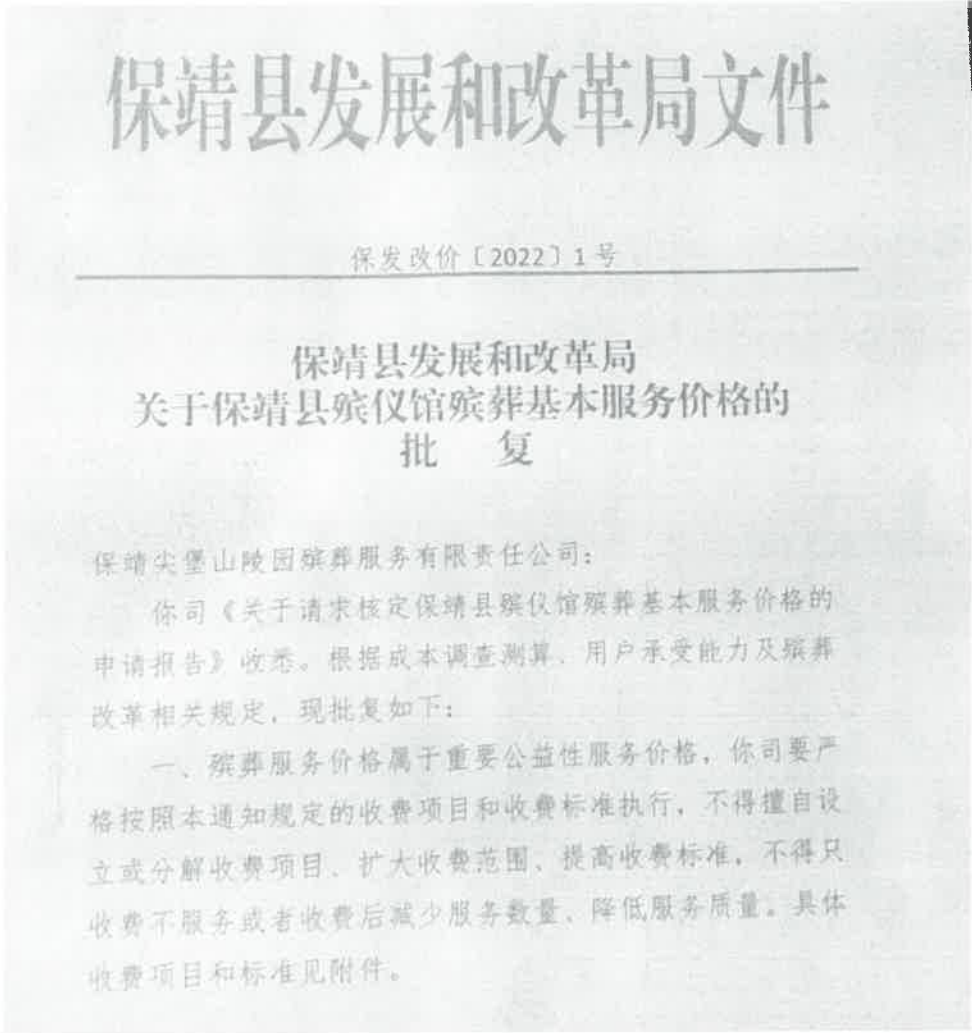 保靖县发展和改革局文件
保发改价〔2022〕1号
保靖县发展和改革局
关于保靖县殡仪馆殡葬基本服务价格的
批 复
保靖尖堡山陵园殡葬服务有限责任公司：
你司《关于请求核定保靖县殡仪馆殡葬基本服务价格的
申请报告》收悉。根据成本调查测算、用户承受能力及殡葬
改革相关规定，现批复如下：
一、殡葬服务价格属于重要公益性服务价格，你司要严
格按照本通知规定的收费项目和收费标准执行，不得擅自设
立或分解收费项目、扩大收费范围、提高收费标准，不得只
收费不服务或者收费后减少服务数量、降低服务质量。具体
收费项目和标准见附件。